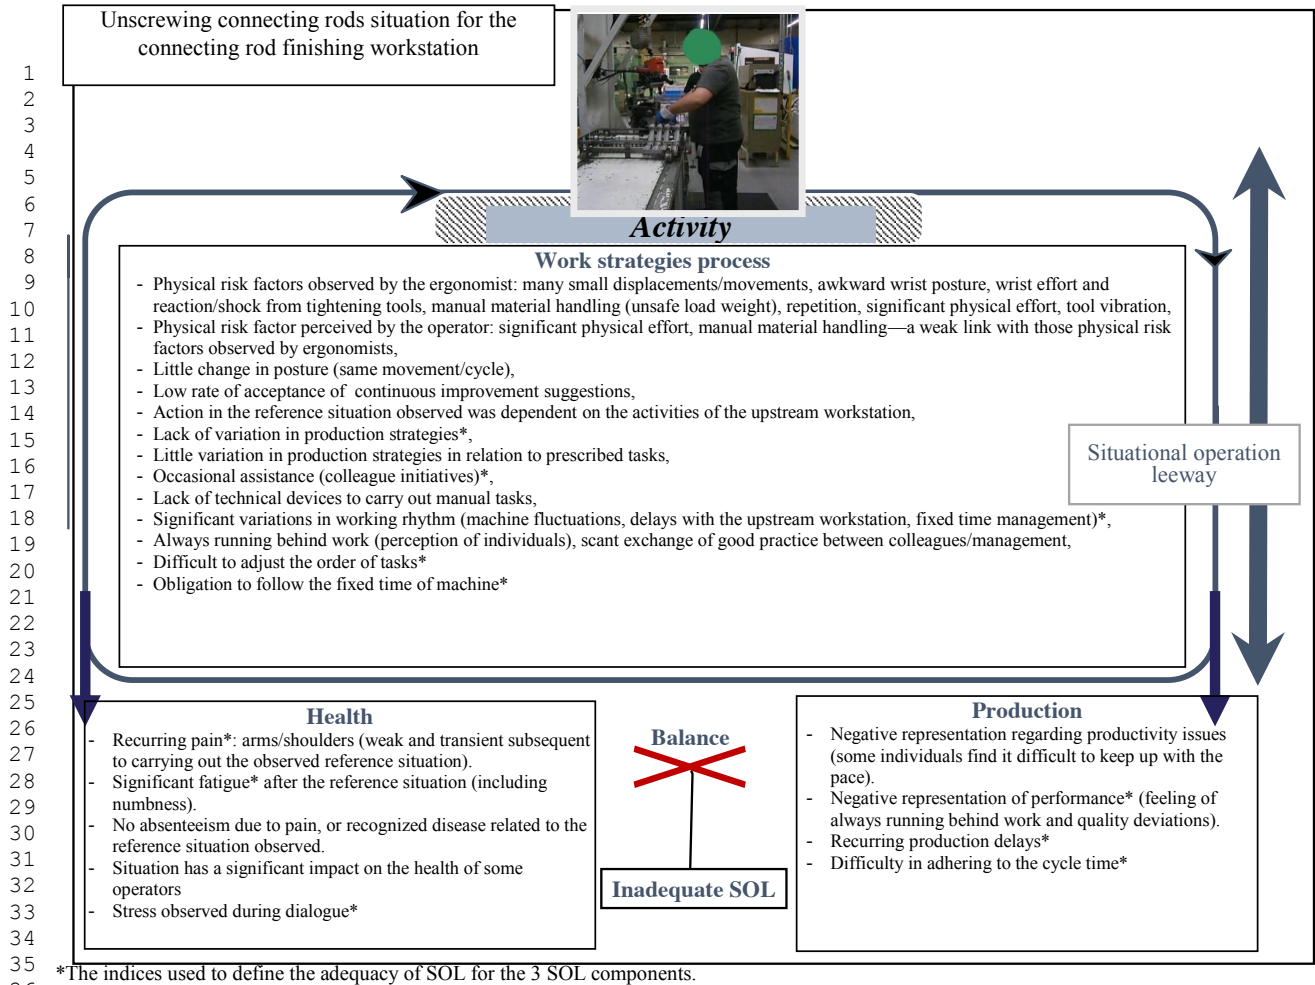 Unscrewing connecting rods situation for the
connecting rod finishing workstation
1
2
3
4
5
6
7
8
9
10
11
12
13
14
15
16
17
18
19
20
21
22
23
24
25
26
27
28
29
30
31
32
33
34
35
Activity
Work strategies process
- Physical risk factors observed by the ergonomist: many small displacements/movements, awkward wrist posture, wrist effort and
reaction/shock from tightening tools, manual material handling (unsafe load weight), repetition, significant physical effort, tool vibration,
- Physical risk factor perceived by the operator: significant physical effort, manual material handling—a weak link with those physical risk
factors observed by ergonomists,
- Little change in posture (same movement/cycle),
- Low rate of acceptance of continuous improvement suggestions,
- Action in the reference situation observed was dependent on the activities of the upstream workstation,
- Lack of variation in production strategies*,
- Little variation in production strategies in relation to prescribed tasks,
- Occasional assistance (colleague initiatives)*,
- Lack of technical devices to carry out manual tasks,
- Significant variations in working rhythm (machine fluctuations, delays with the upstream workstation, fixed time management)*,
- Always running behind work (perception of individuals), scant exchange of good practice between colleagues/management,
- Difficult to adjust the order of tasks*
- Obligation to follow the fixed time of machine*
Situational operation
leeway
Health
- Recurring pain*: arms/shoulders (weak and transient subsequent
to carrying out the observed reference situation).
- Significant fatigue* after the reference situation (including
numbness).
- No absenteeism due to pain, or recognized disease related to the
reference situation observed.
- Situation has a significant impact on the health of some
operators
- Stress observed during dialogue*
Balance
Inadequate SOL
Production
- Negative representation regarding productivity issues
(some individuals find it difficult to keep up with the
pace).
- Negative representation of performance* (feeling of
always running behind work and quality deviations).
- Recurring production delays*
- Difficulty in adhering to the cycle time*
*The indices used to define the adequacy of SOL for the 3 SOL components.